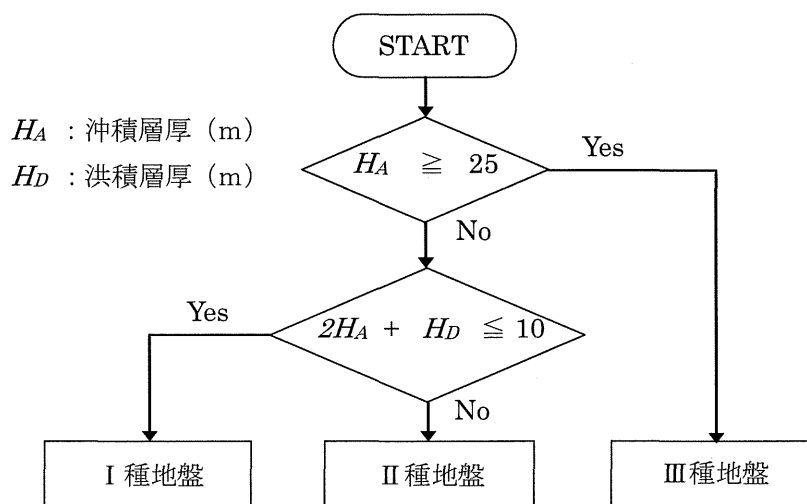 START
H_A : 沖積層厚（m）
H_D : 洪積層厚（m）
H_A ≧ 25
Yes
No
2H_A + H_D ≦ 10
Yes
No
Ⅰ種地盤
Ⅱ種地盤
Ⅲ種地盤